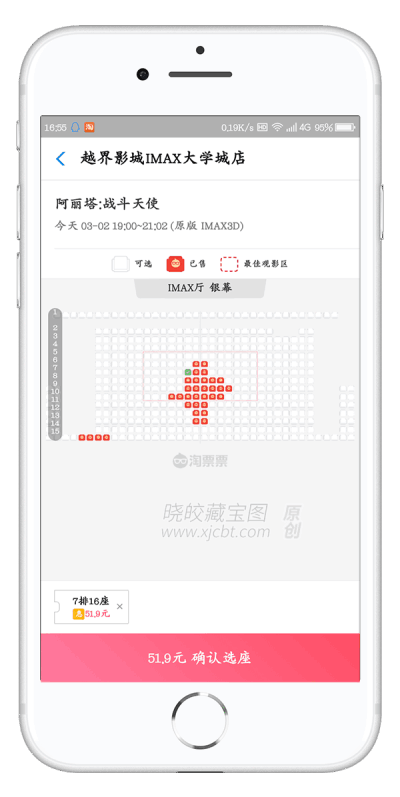 16:55
淘
0.19K/s HD 4G 95%
越界影城IMAX大学城店
阿丽塔:战斗天使
今天 03-02 19:00~21:02 (原版 IMAX3D)
可选 已售 最佳观影区
IMAX厅 银幕
1
2
3
4
5
6
7
8
9
10
11
12
13
14
15
淘票票
晓皎藏宝图 原创
www.xjcbt.com
7排16座
惠 51.9元
51.9元 确认选座